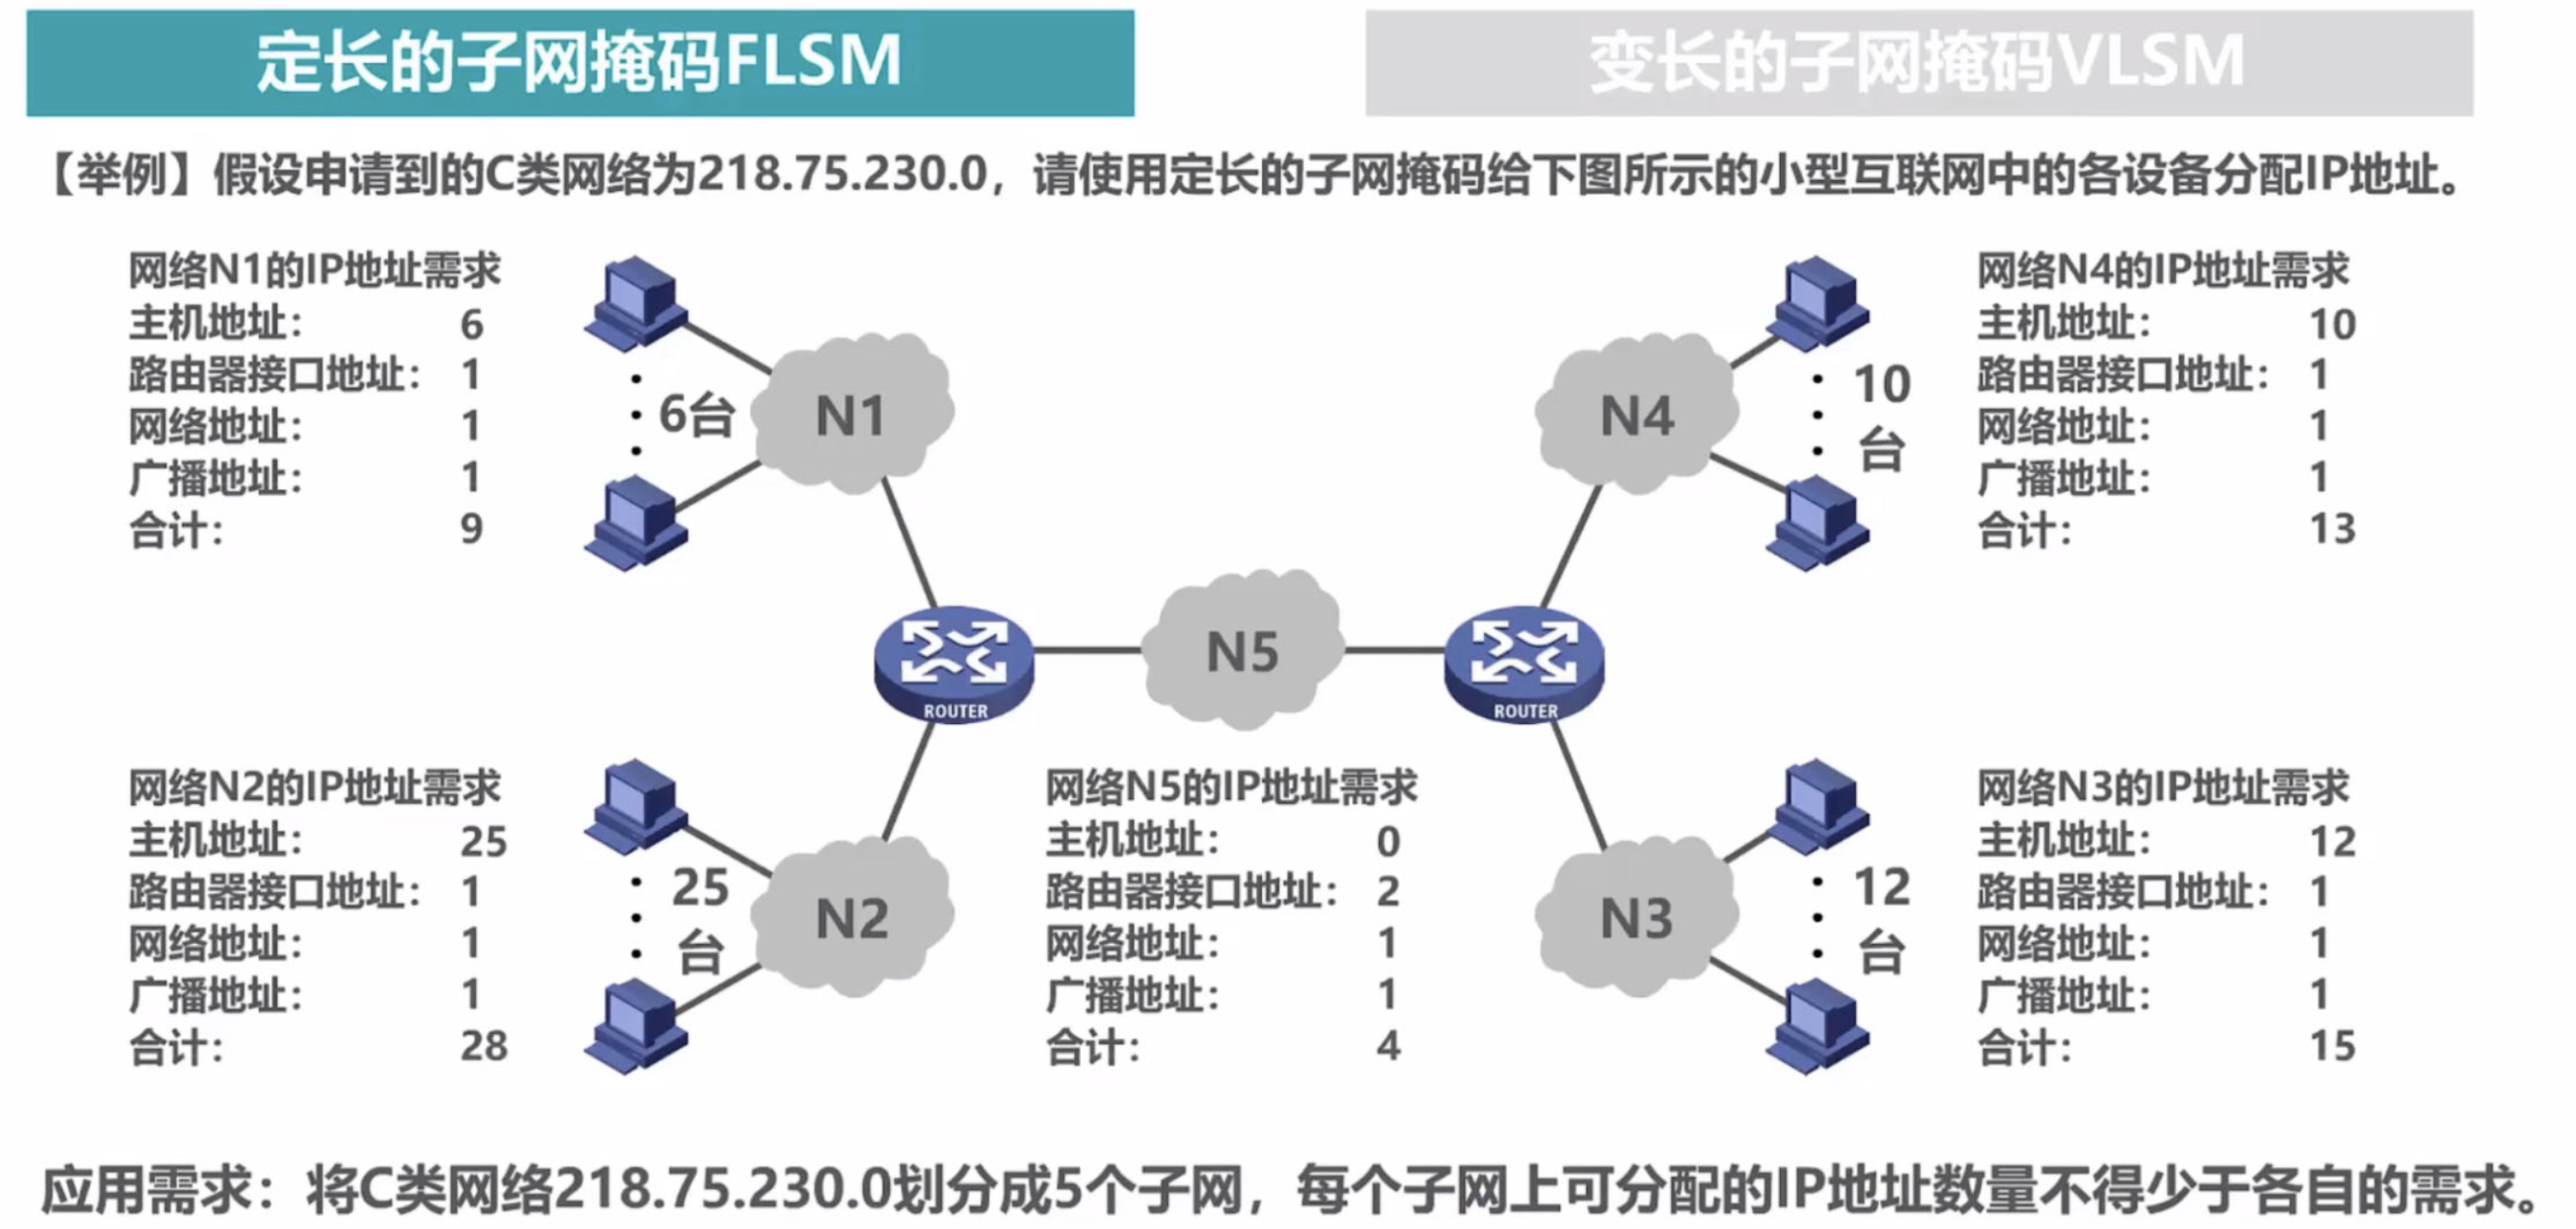 定长的子网掩码FLSM
变长的子网掩码VLSM
【举例】假设申请到的C类网络为218.75.230.0，请使用定长的子网掩码给下图所示的小型互联网中的各设备分配IP地址。
网络N1的IP地址需求
主机地址： 6
路由器接口地址： 1
网络地址： 1
广播地址： 1
合计： 9
6台
N1
N4
10
台
网络N4的IP地址需求
主机地址： 10
路由器接口地址： 1
网络地址： 1
广播地址： 1
合计： 13
ROUTER
N5
ROUTER
网络N2的IP地址需求
主机地址： 25
路由器接口地址： 1
网络地址： 1
广播地址： 1
合计： 28
25
台
N2
网络N5的IP地址需求
主机地址： 0
路由器接口地址： 2
网络地址： 1
广播地址： 1
合计： 4
N3
12
台
网络N3的IP地址需求
主机地址： 12
路由器接口地址： 1
网络地址： 1
广播地址： 1
合计： 15
应用需求：将C类网络218.75.230.0划分成5个子网，每个子网上可分配的IP地址数量不得少于各自的需求。